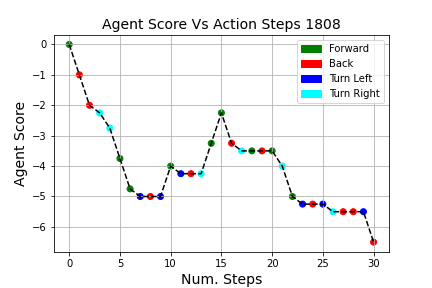 Agent Score Vs Action Steps 1808
Forward
Back
Turn Left
Turn Right
0
−1
−2
−3
−4
−5
−6
Agent Score
0 5 10 15 20 25 30
Num. Steps